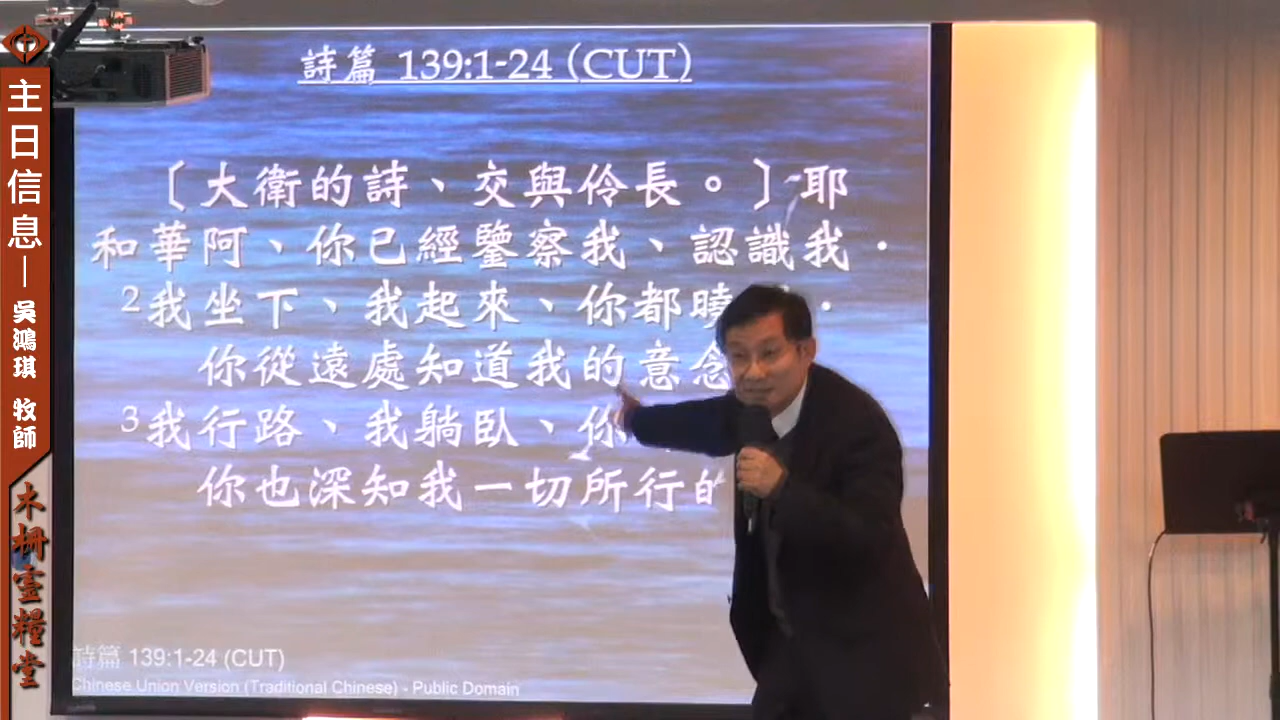 主日信息—吳鴻琪 牧師
木柵靈糧堂
詩篇 139:1-24 (CUT)
〔大衛的詩、交與伶長。〕耶
和華阿、你已經鑒察我、認識我．
2我坐下、我起來、你都曉．
你從遠處知道我的意念
3我行路、我躺臥、你
你也深知我一切所行的
詩篇 139:1-24 (CUT)
Chinese Union Version (Traditional Chinese) - Public Domain